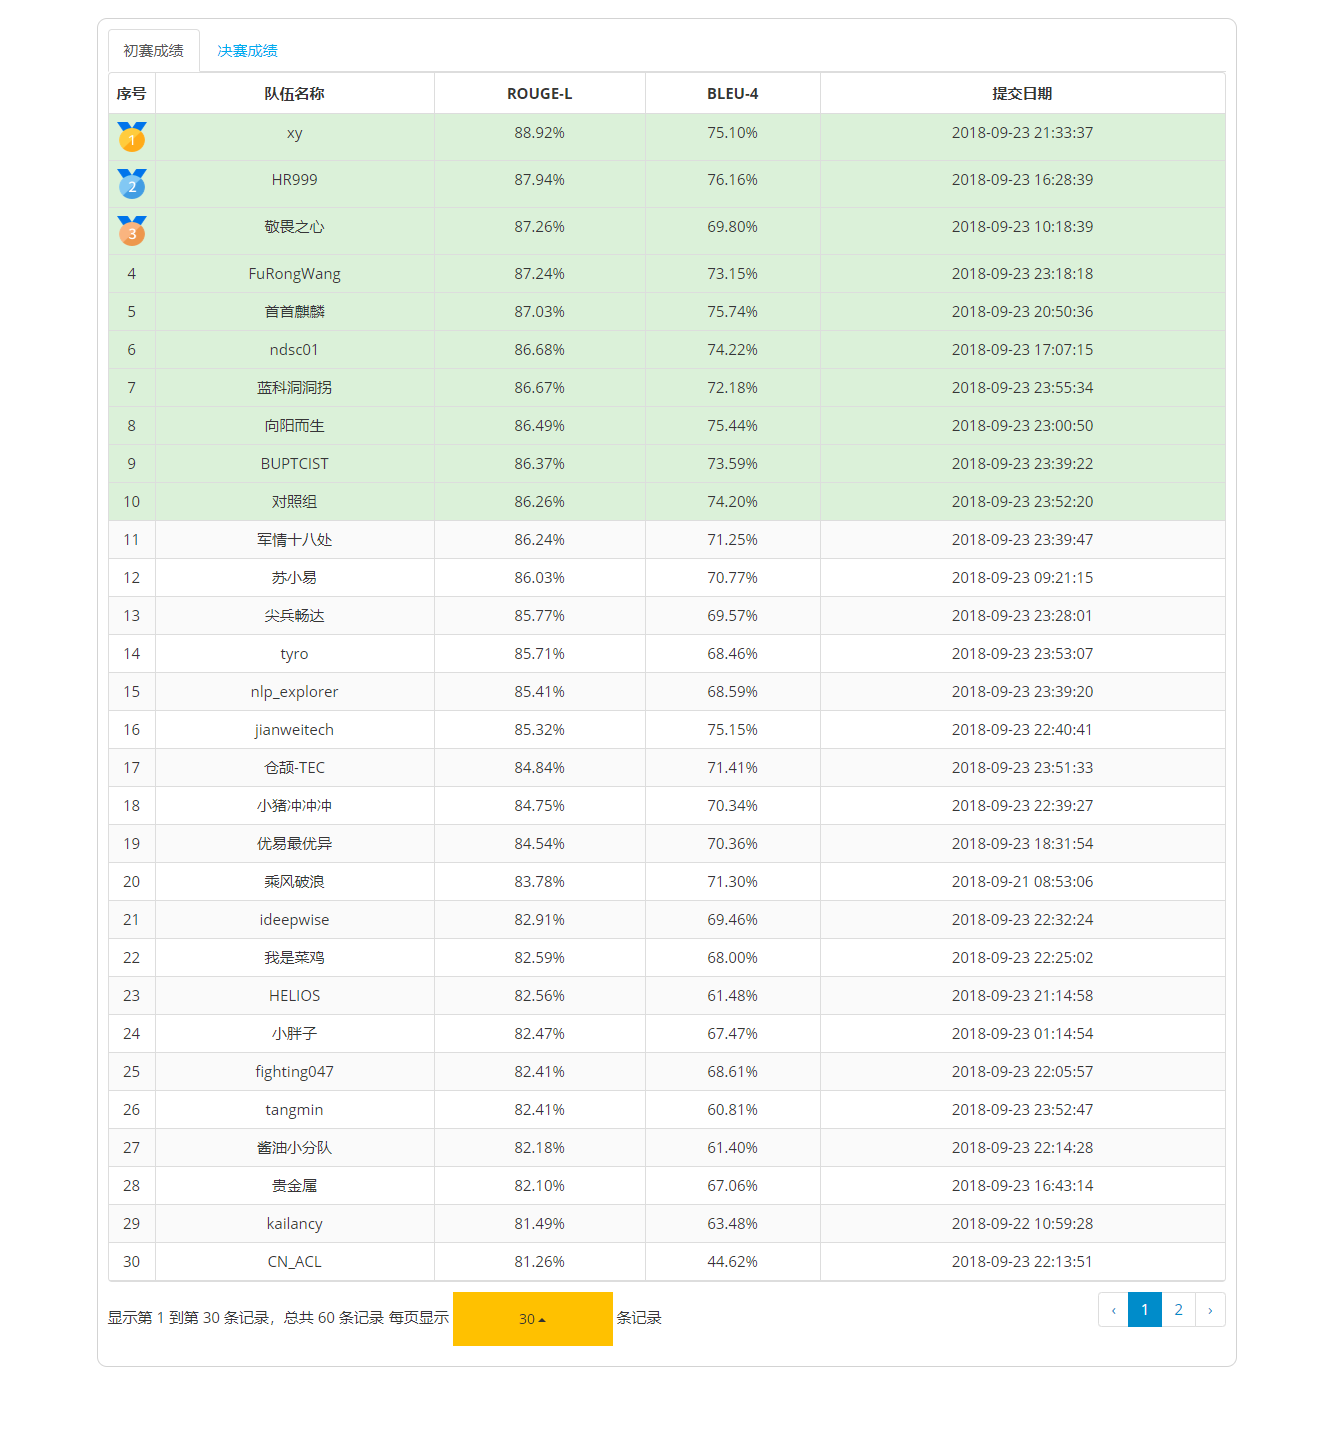 初赛成绩 决赛成绩
序号 队伍名称 ROUGE-L BLEU-4 提交日期
1 xy 88.92% 75.10% 2018-09-23 21:33:37
2 HR999 87.94% 76.16% 2018-09-23 16:28:39
3 敬畏之心 87.26% 69.80% 2018-09-23 10:18:39
4 FuRongWang 87.24% 73.15% 2018-09-23 23:18:18
5 首首麒麟 87.03% 75.74% 2018-09-23 20:50:36
6 ndsc01 86.68% 74.22% 2018-09-23 17:07:15
7 蓝科洞洞拐 86.67% 72.18% 2018-09-23 23:55:34
8 向阳而生 86.49% 75.44% 2018-09-23 23:00:50
9 BUPTCIST 86.37% 73.59% 2018-09-23 23:39:22
10 对照组 86.26% 74.20% 2018-09-23 23:52:20
11 军情十八处 86.24% 71.25% 2018-09-23 23:39:47
12 苏小易 86.03% 70.77% 2018-09-23 09:21:15
13 尖兵畅达 85.77% 69.57% 2018-09-23 23:28:01
14 tyro 85.71% 68.46% 2018-09-23 23:53:07
15 nlp_explorer 85.41% 68.59% 2018-09-23 23:39:20
16 jianweitech 85.32% 75.15% 2018-09-23 22:40:41
17 仓颉-TEC 84.84% 71.41% 2018-09-23 23:51:33
18 小猪冲冲冲 84.75% 70.34% 2018-09-23 22:39:27
19 优易最优异 84.54% 70.36% 2018-09-23 18:31:54
20 乘风破浪 83.78% 71.30% 2018-09-21 08:53:06
21 ideepwise 82.91% 69.46% 2018-09-23 22:32:24
22 我是菜鸡 82.59% 68.00% 2018-09-23 22:25:02
23 HELIOS 82.56% 61.48% 2018-09-23 21:14:58
24 小胖子 82.47% 67.47% 2018-09-23 01:14:54
25 fighting047 82.41% 68.61% 2018-09-23 22:05:57
26 tangmin 82.41% 60.81% 2018-09-23 23:52:47
27 酱油小分队 82.18% 61.40% 2018-09-23 22:14:28
28 贵金属 82.10% 67.06% 2018-09-23 16:43:14
29 kailancy 81.49% 63.48% 2018-09-22 10:59:28
30 CN_ACL 81.26% 44.62% 2018-09-23 22:13:51
显示第 1 到第 30 条记录，总共 60 条记录 每页显示 30 条记录 ‹ 1 2 ›